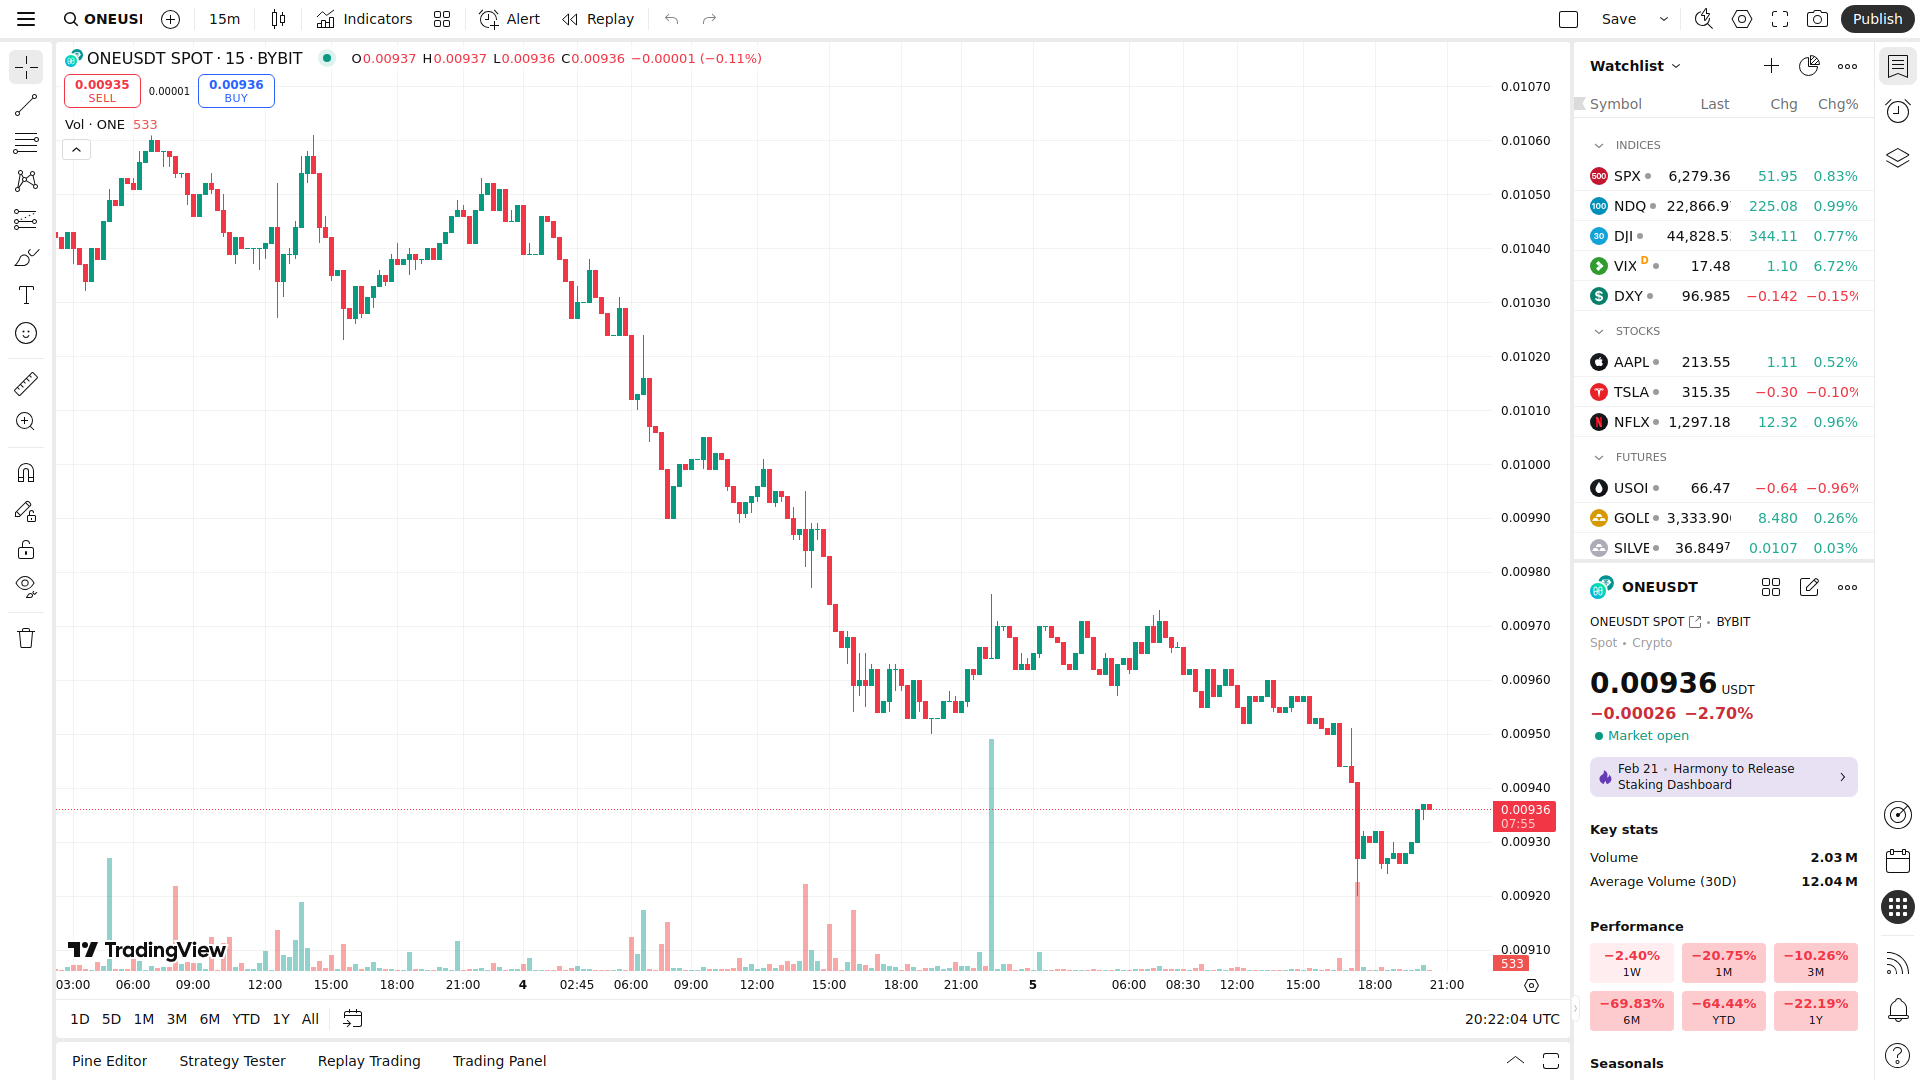 ONEUSI
15m
Indicators
Alert
Replay
Save
Publish
ONEUSDT SPOT · 15 · BYBIT
O0.00937 H0.00937 L0.00936 C0.00936 −0.00001 (−0.11%)
0.00935
SELL
0.00001
0.00936
BUY
Vol · ONE 533
0.01070
0.01060
0.01050
0.01040
0.01030
0.01020
0.01010
0.01000
0.00990
0.00980
0.00970
0.00960
0.00950
0.00940
0.00936
07:55
0.00930
0.00920
0.00910
533
TradingView
03:00 06:00 09:00 12:00 15:00 18:00 21:00 4 02:45 06:00 09:00 12:00 15:00 18:00 21:00 5 06:00 08:30 12:00 15:00 18:00 21:00
1D 5D 1M 3M 6M YTD 1Y All
20:22:04 UTC
Pine Editor
Strategy Tester
Replay Trading
Trading Panel
Watchlist
Symbol Last Chg Chg%
INDICES
SPX 6,279.36 51.95 0.83%
500
NDQ 22,866.9 225.08 0.99%
100
DJI 44,828.5 344.11 0.77%
30
VIX D 17.48 1.10 6.72%
DXY 96.985 −0.142 −0.15%
STOCKS
AAPL 213.55 1.11 0.52%
TSLA 315.35 −0.30 −0.10%
NFLX 1,297.18 12.32 0.96%
FUTURES
USOI 66.47 −0.64 −0.96%
GOLD 3,333.90 8.480 0.26%
SILVE 36.8497 0.0107 0.03%
ONEUSDT
ONEUSDT SPOT • BYBIT
Spot • Crypto
0.00936 USDT
−0.00026 −2.70%
Market open
Feb 21 • Harmony to Release
Staking Dashboard
Key stats
Volume 2.03 M
Average Volume (30D) 12.04 M
Performance
−2.40% −20.75% −10.26%
1W 1M 3M
−69.83% −64.44% −22.19%
6M YTD 1Y
Seasonals